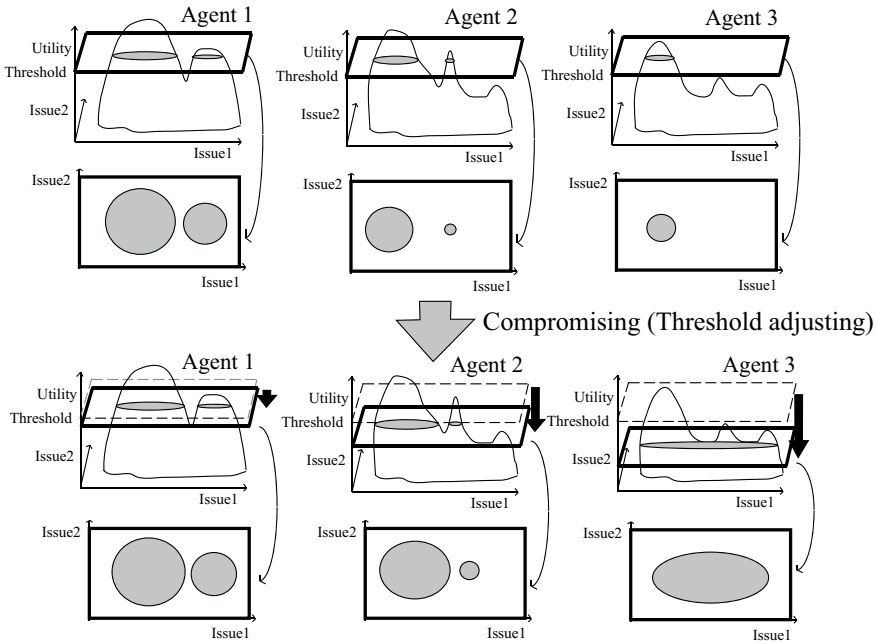 Agent 1
Utility
Threshold
Issue2
Issue1
Issue2
Issue1
Agent 2
Utility
Threshold
Issue2
Issue1
Issue2
Issue1
Agent 3
Utility
Threshold
Issue2
Issue1
Issue2
Issue1
Compromising (Threshold adjusting)
Agent 1
Utility
Threshold
Issue2
Issue1
Issue2
Issue1
Agent 2
Utility
Threshold
Issue2
Issue1
Issue2
Issue1
Agent 3
Utility
Threshold
Issue2
Issue1
Issue2
Issue1